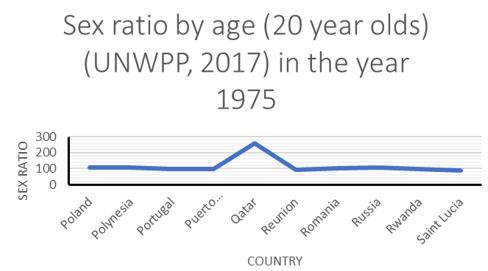 Sex ratio by age (20 year olds)
(UNWPP, 2017) in the year
1975
SEX RATIO
300
200
100
0
Poland
Polynesia
Portugal
Puerto...
Qatar
Reunion
Romania
Russia
Rwanda
Saint Lucia
COUNTRY